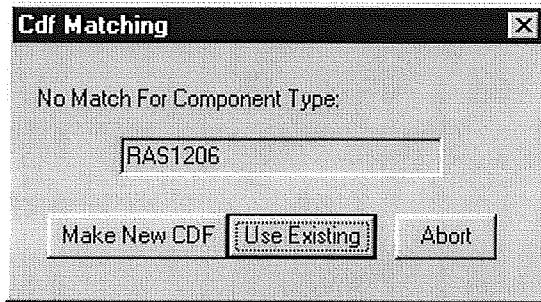 Cdf Matching
No Match For Component Type:
RAS1206
Make New CDF Use Existing Abort